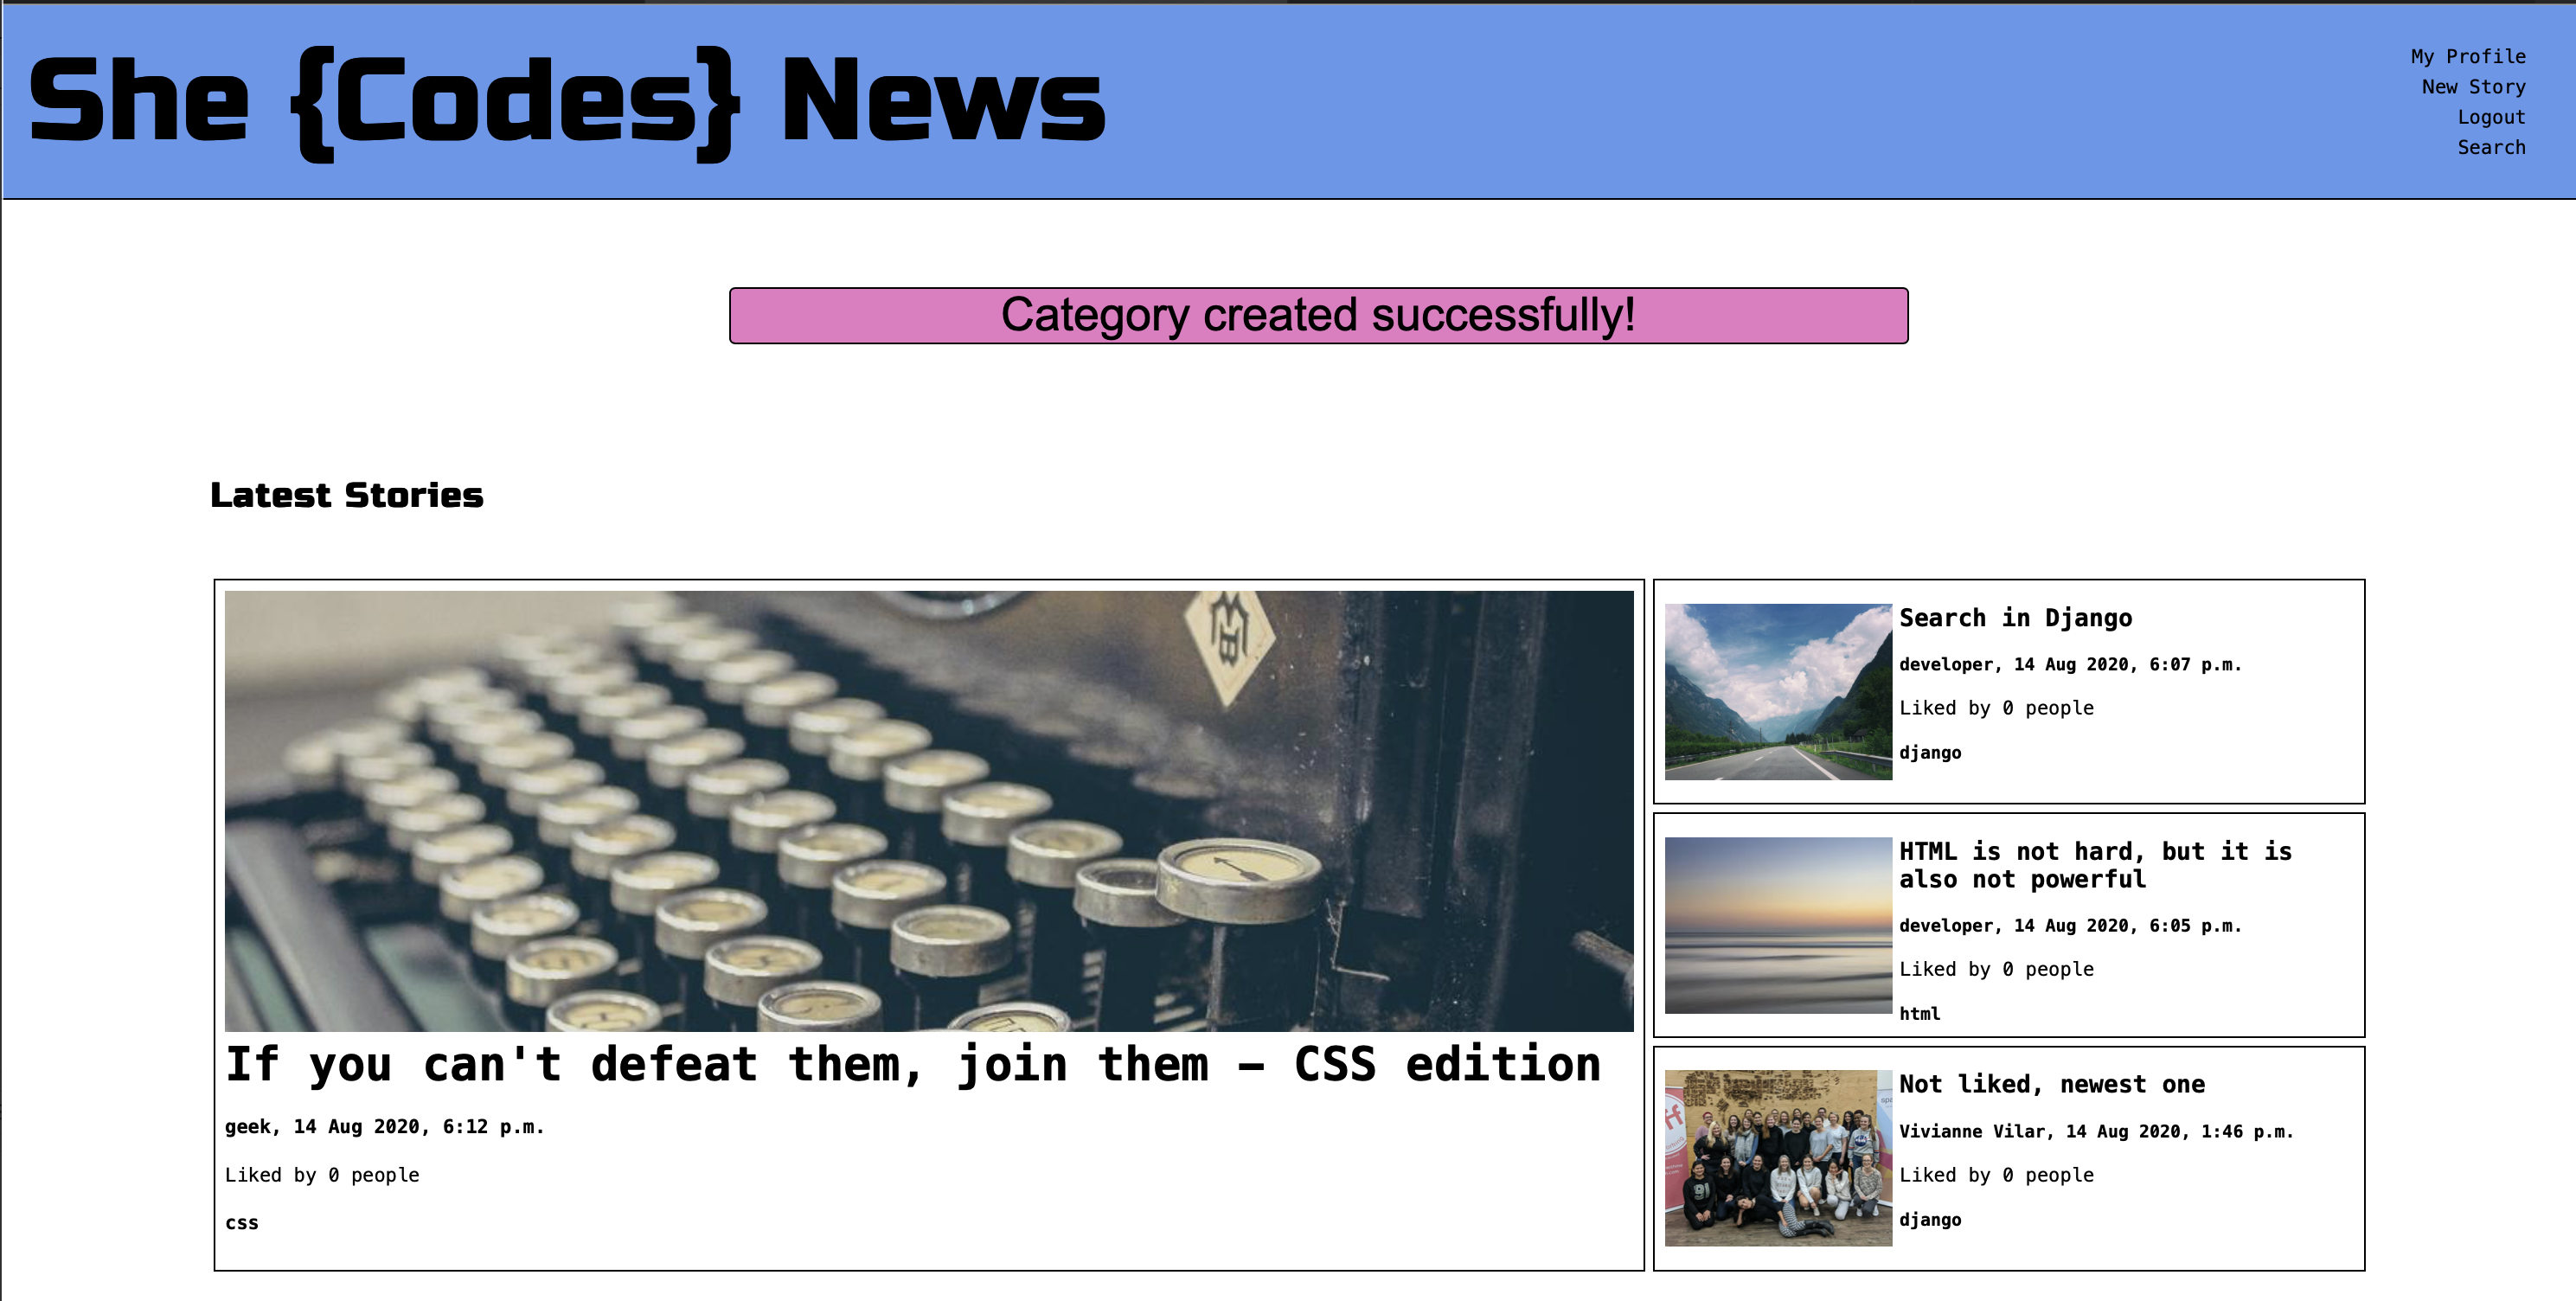 She {Codes} News
My Profile
New Story
Logout
Search
Category created successfully!
Latest Stories
If you can't defeat them, join them – CSS edition
geek, 14 Aug 2020, 6:12 p.m.
Liked by 0 people
css
Search in Django
developer, 14 Aug 2020, 6:07 p.m.
Liked by 0 people
django
HTML is not hard, but it is
also not powerful
developer, 14 Aug 2020, 6:05 p.m.
Liked by 0 people
html
Not liked, newest one
Vivianne Vilar, 14 Aug 2020, 1:46 p.m.
Liked by 0 people
django